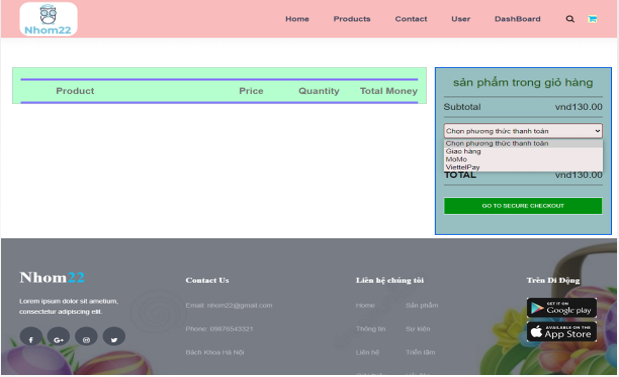 Nhom22
Home Products Contact User DashBoard
Product Price Quantity Total Money
sản phẩm trong giỏ hàng
Subtotal vnd130.00
Chọn phương thức thanh toán
Chọn phương thức thanh toán
Giao hàng
MoMo
ViettelPay
TOTAL vnd130.00
GO TO SECURE CHECKOUT
Nhom22
Lorem ipsum dolor sit ametium,
consectetur adipiscing elit.
Contact Us
Email: nhom22@gmail.com
Phone: 09876543221
Bách Khoa Hà Nội
Liên hệ chúng tôi
Home Sản phẩm
Thông tin Sự kiện
Liên hệ Triển lãm
Trên Di Động
GET IT ON
Google play
AVAILABLE ON THE
App Store